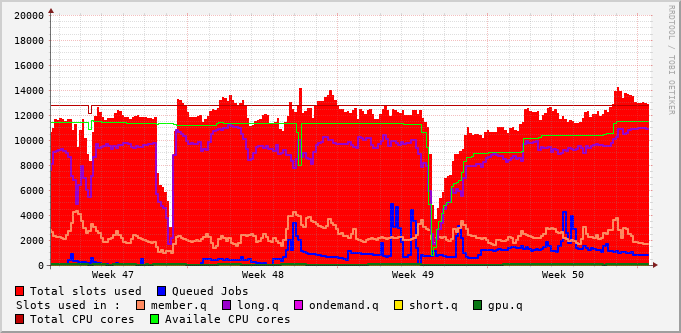 20000
18000
16000
14000
12000
10000
8000
6000
4000
2000
0
Week 47 Week 48 Week 49 Week 50
Total slots used Queued Jobs
Slots used in : member.q long.q ondemand.q short.q gpu.q
Total CPU cores Availale CPU cores
RRDTOOL / TOBI OETIKER